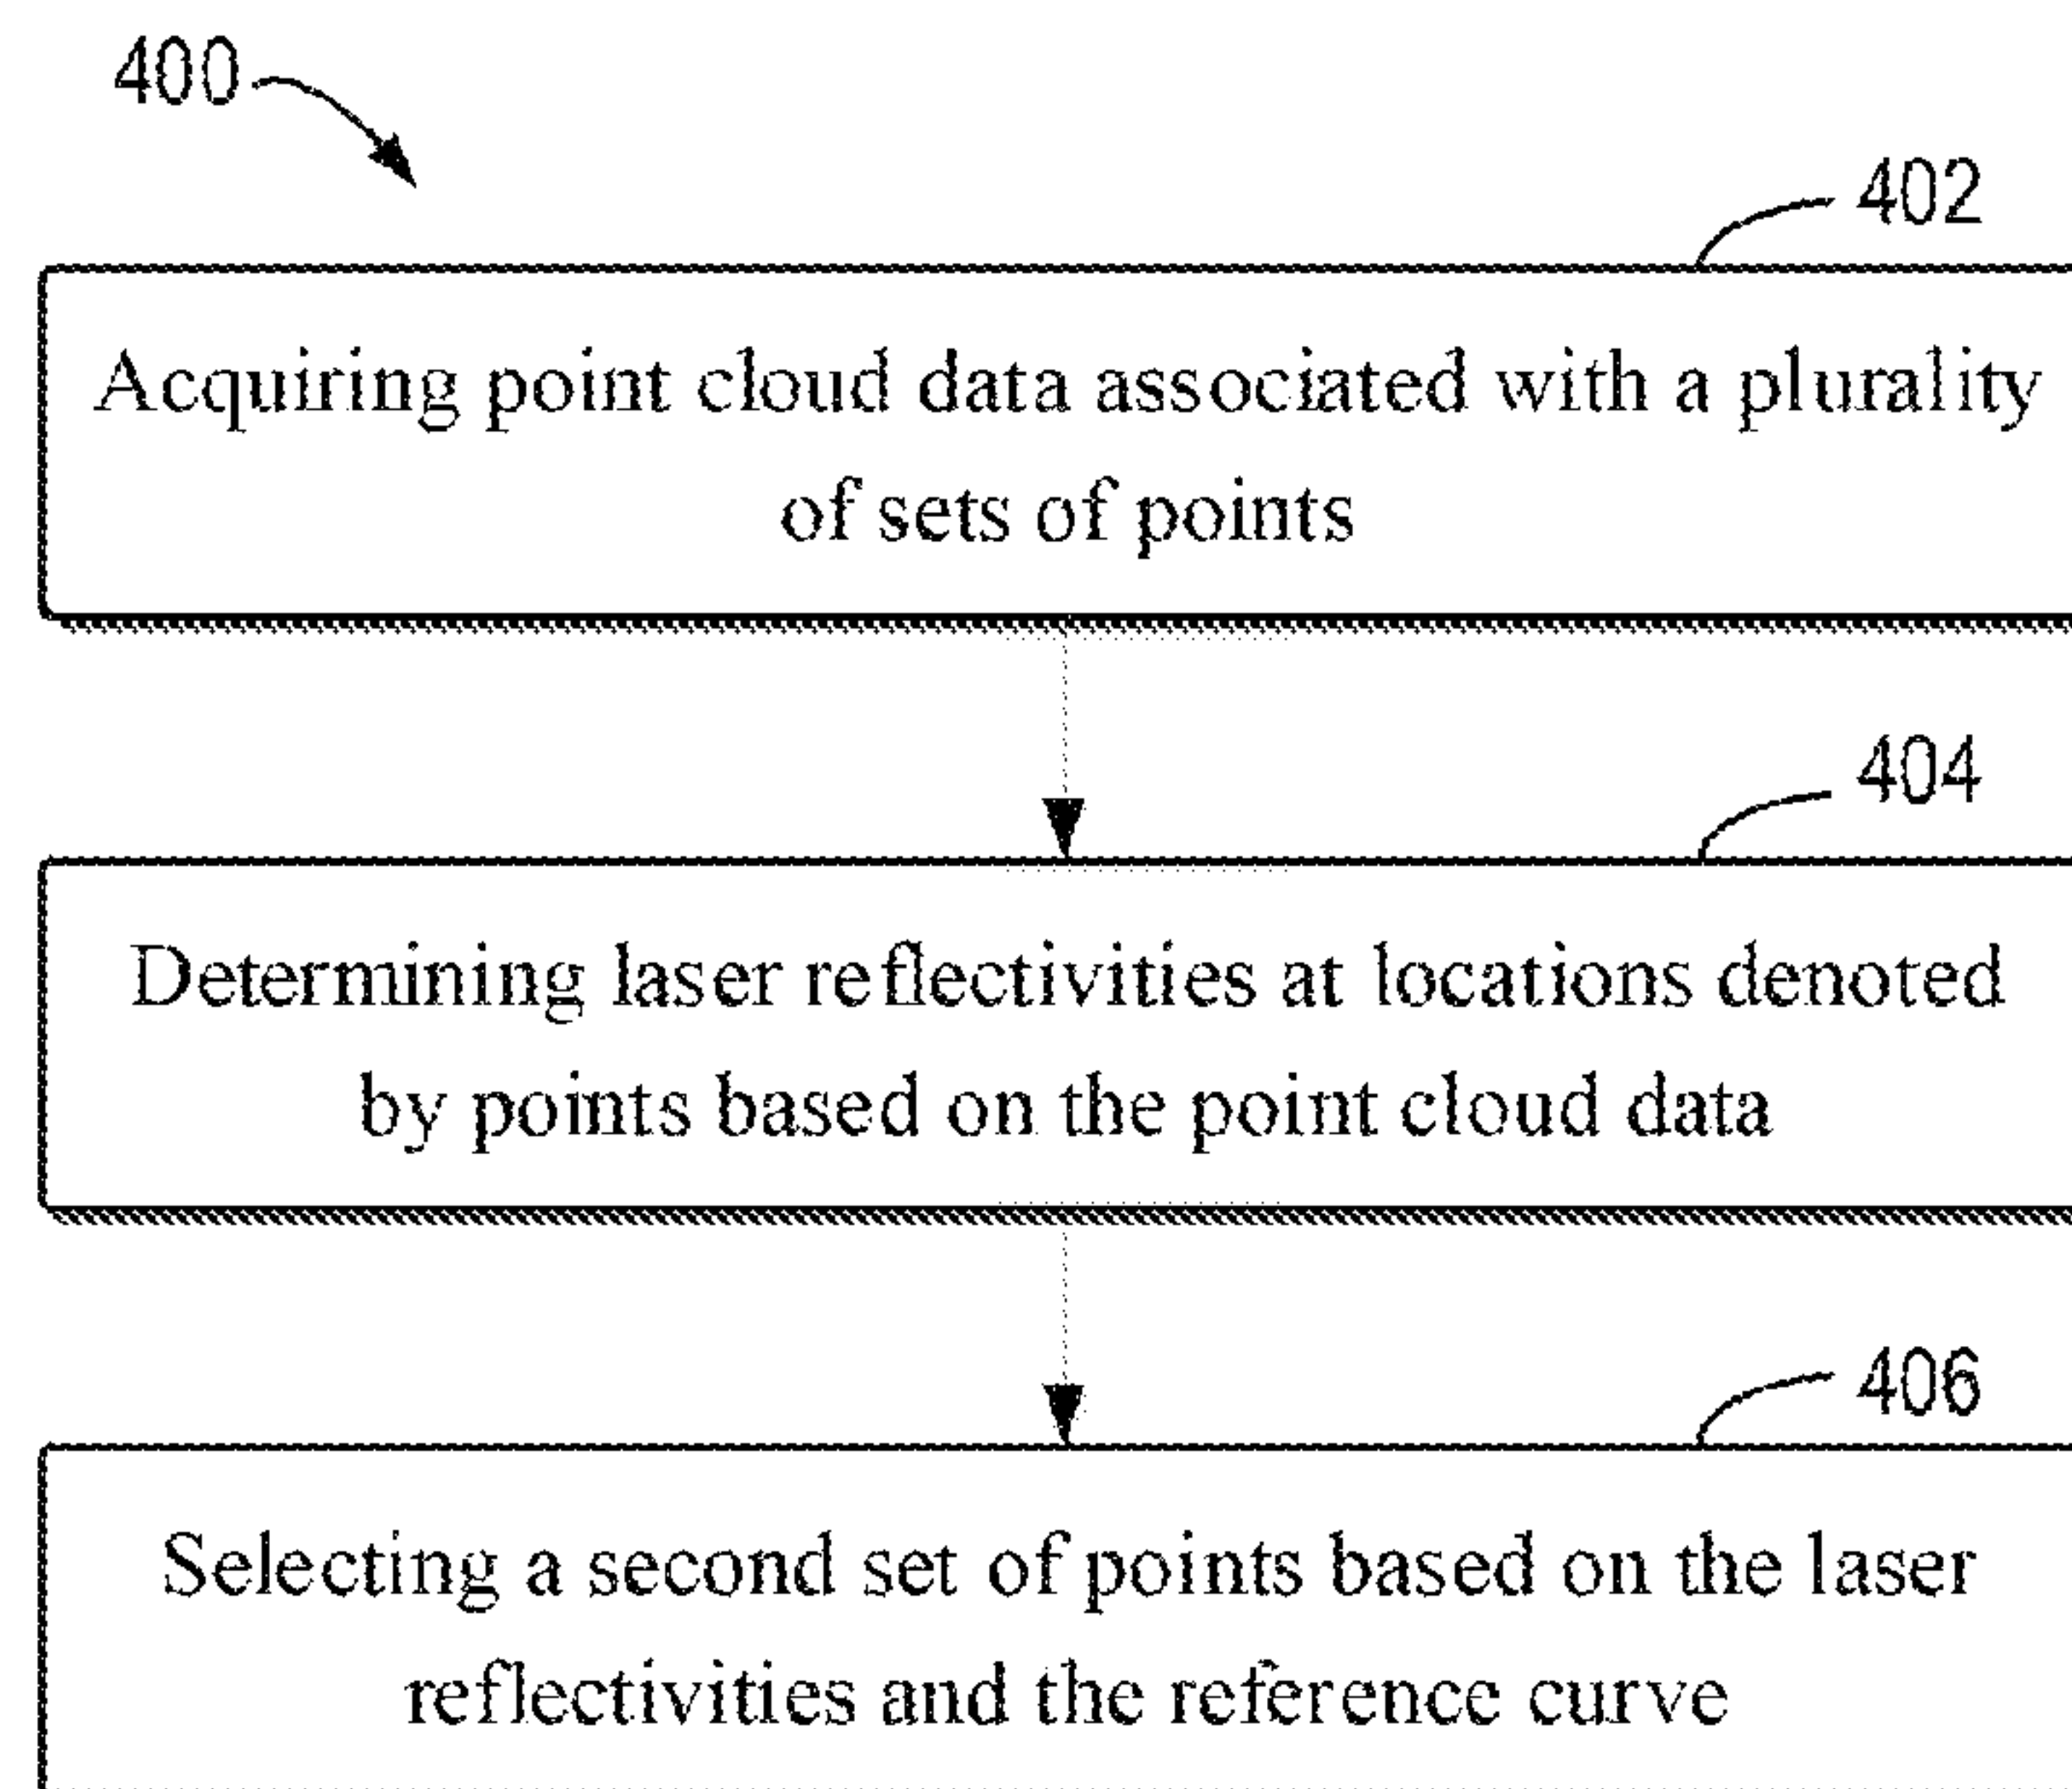 400
402
Acquiring point cloud data associated with a plurality
of sets of points
404
Determining laser reflectivities at locations denoted
by points based on the point cloud data
406
Selecting a second set of points based on the laser
reflectivities and the reference curve